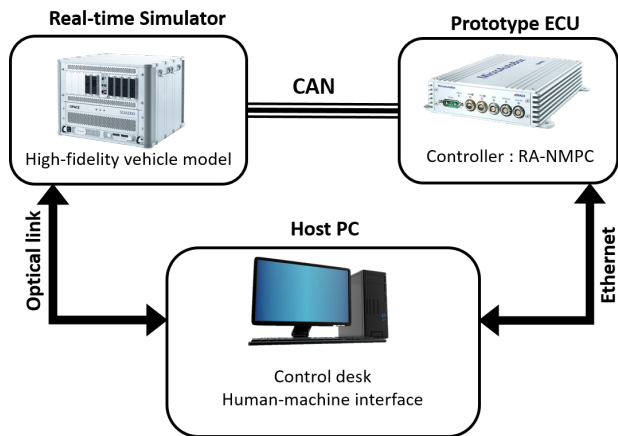 Real-time Simulator
Prototype ECU
CAN
High-fidelity vehicle model
MicroAutoBox
Controller : RA-NMPC
Optical link
Host PC
Ethernet
Control desk
Human-machine interface